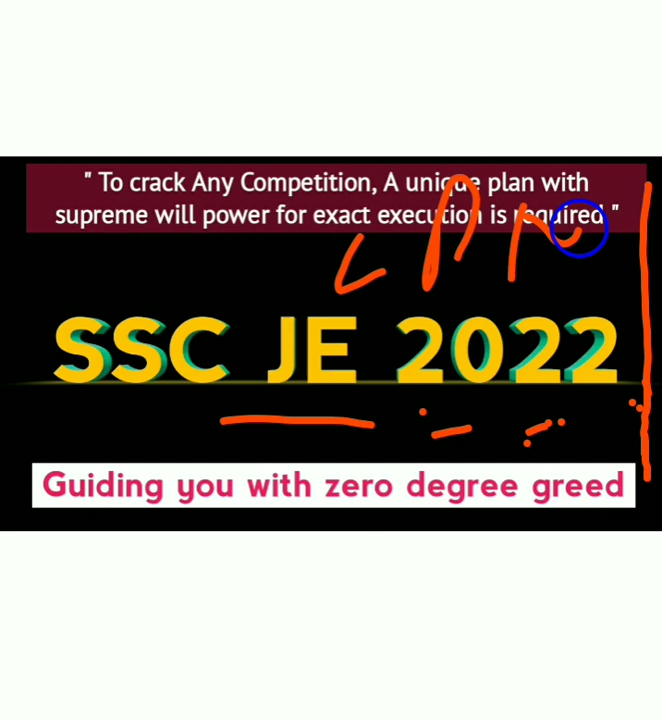 " To crack Any Competition, A unique plan with
supreme will power for exact execution is required "
SSC JE 2022
Guiding you with zero degree greed